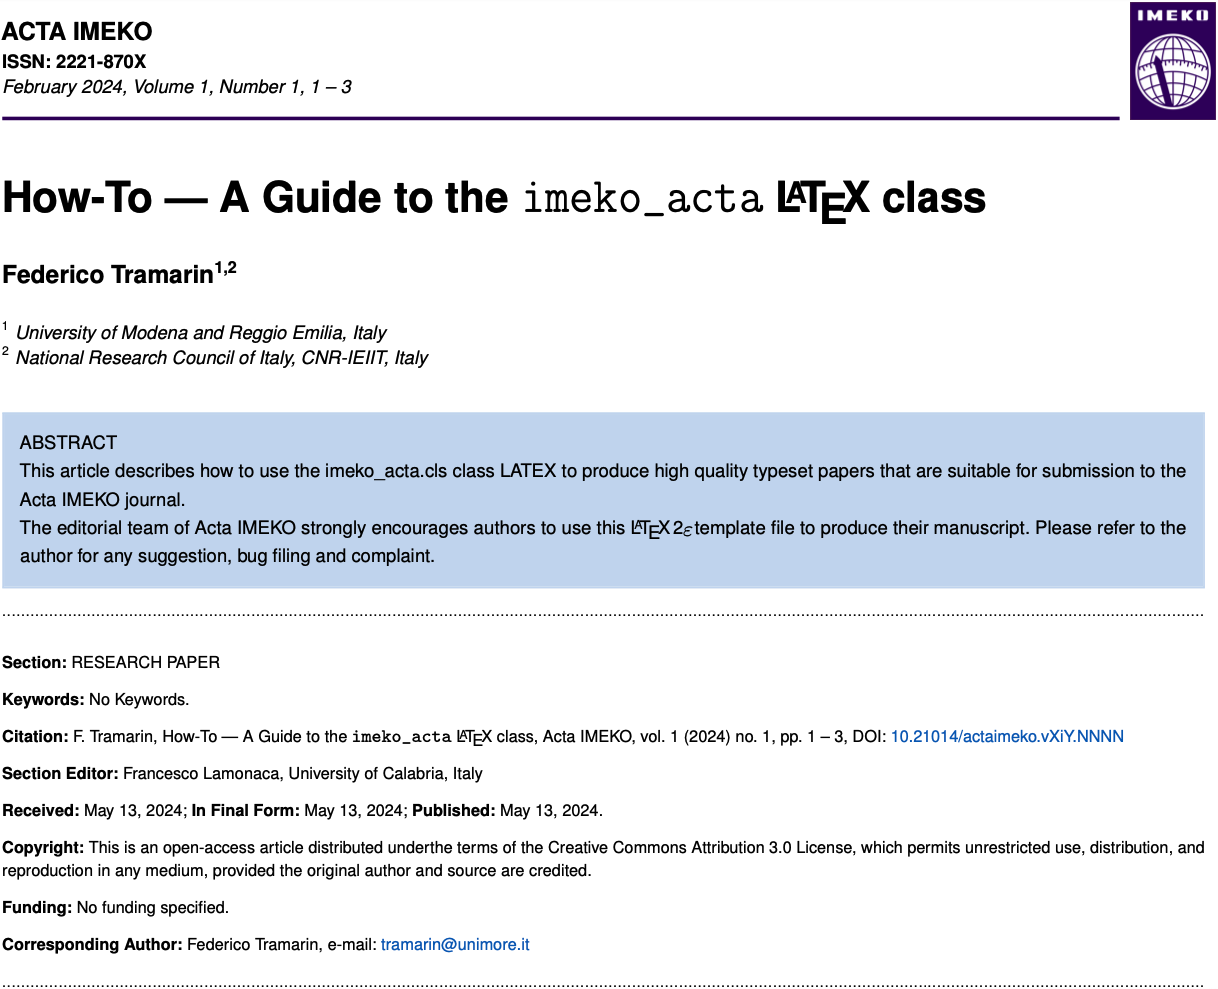 ACTA IMEKO
ISSN: 2221-870X
February 2024, Volume 1, Number 1, 1 – 3
IMEKO
How-To — A Guide to the imeko_acta LATEX class
Federico Tramarin1,2
1 University of Modena and Reggio Emilia, Italy
2 National Research Council of Italy, CNR-IEIIT, Italy
ABSTRACT
This article describes how to use the imeko_acta.cls class LATEX to produce high quality typeset papers that are suitable for submission to the
Acta IMEKO journal.
The editorial team of Acta IMEKO strongly encourages authors to use this LATEX 2ε template file to produce their manuscript. Please refer to the
author for any suggestion, bug filing and complaint.
Section: RESEARCH PAPER
Keywords: No Keywords.
Citation: F. Tramarin, How-To — A Guide to the imeko_acta LATEX class, Acta IMEKO, vol. 1 (2024) no. 1, pp. 1 – 3, DOI: 10.21014/actaimeko.vXiY.NNNN
Section Editor: Francesco Lamonaca, University of Calabria, Italy
Received: May 13, 2024; In Final Form: May 13, 2024; Published: May 13, 2024.
Copyright: This is an open-access article distributed underthe terms of the Creative Commons Attribution 3.0 License, which permits unrestricted use, distribution, and
reproduction in any medium, provided the original author and source are credited.
Funding: No funding specified.
Corresponding Author: Federico Tramarin, e-mail: tramarin@unimore.it